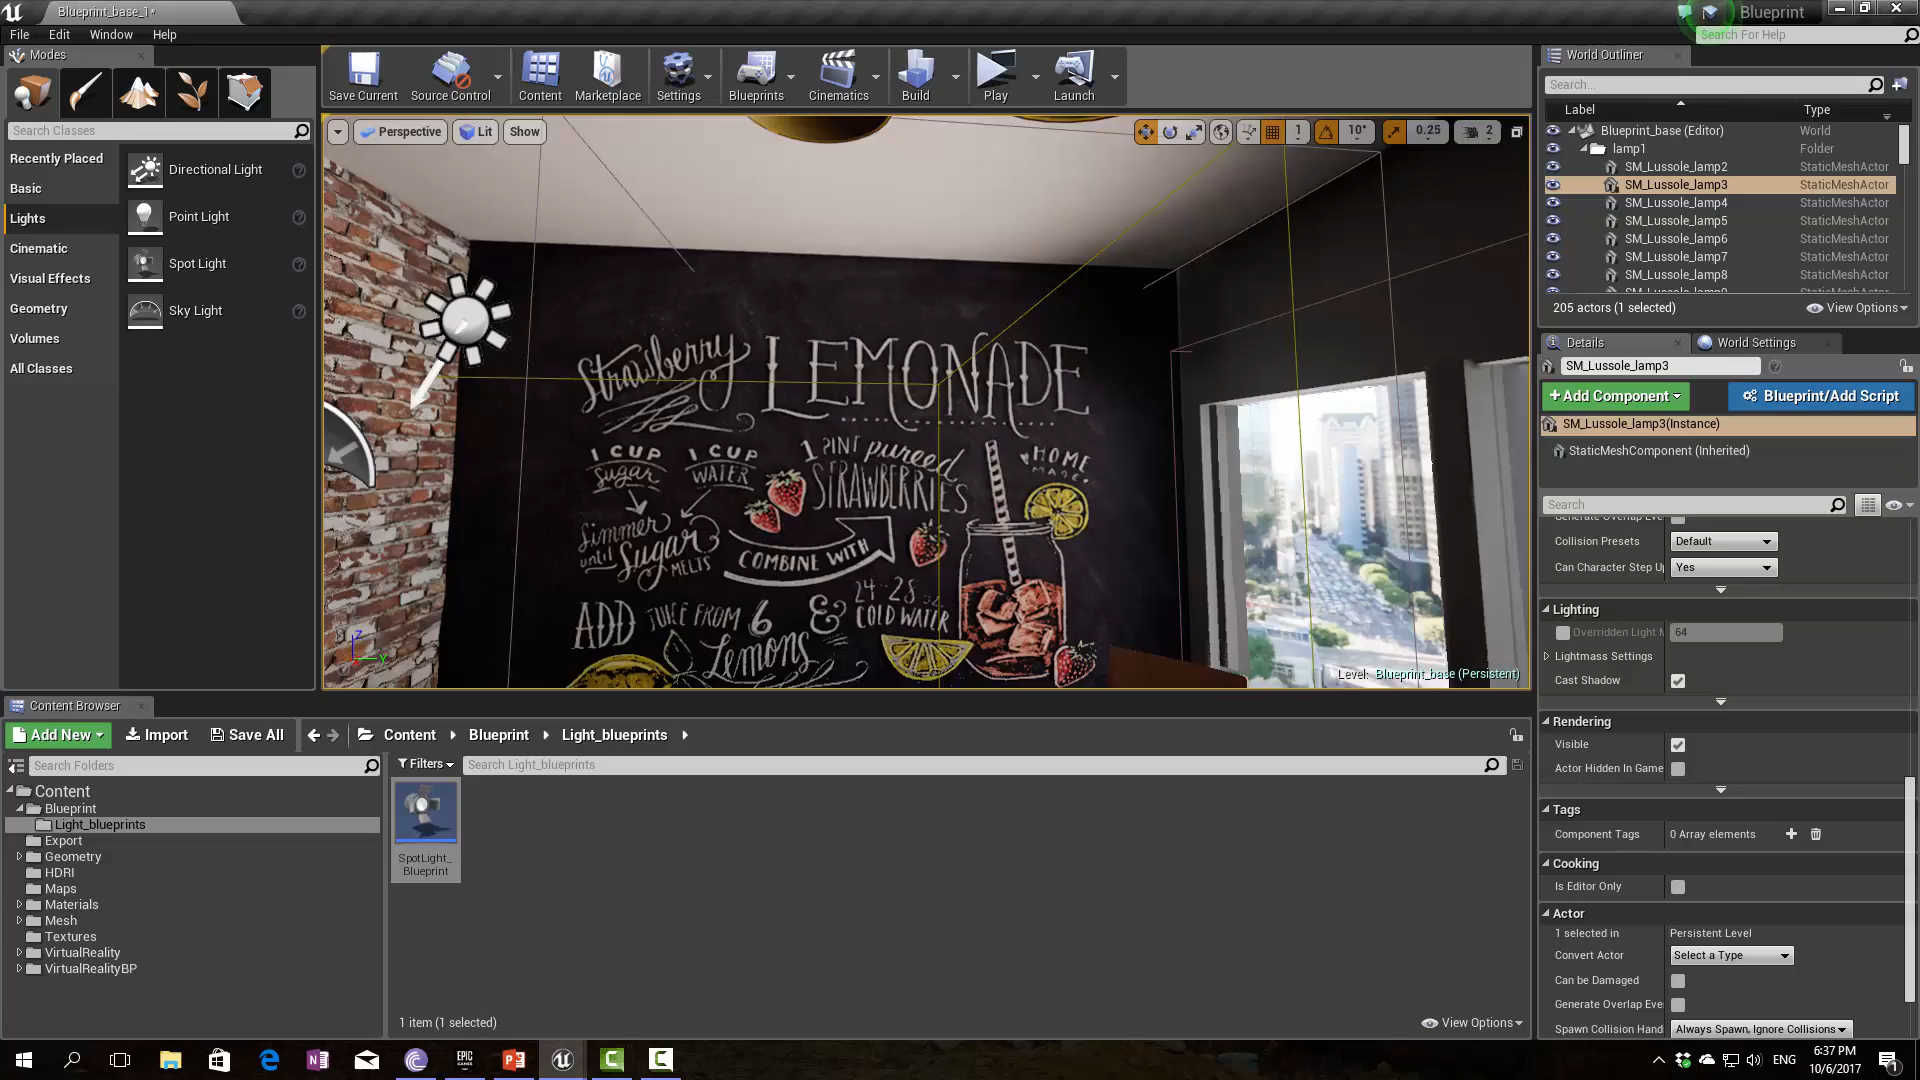 Blueprint_base_1*
Blueprint
File Edit Window Help
Search For Help
Modes
Search Classes
Recently Placed
Basic
Lights
Cinematic
Visual Effects
Geometry
Volumes
All Classes
Directional Light
Point Light
Spot Light
Sky Light
Save Current Source Control Content Marketplace Settings Blueprints Cinematics Build Play Launch
Perspective Lit Show
1 10° 0.25 2
Strawberry LEMONADE
1 CUP Sugar
1 CUP WATER
1 PINT pureed STRAWBERRIES
HOME MADE
Simmer until Sugar MELTS
COMBINE WITH
24-28 oz COLD WATER
ADD JUICE FROM 6 Lemons &
Level: Blueprint_base (Persistent)
World Outliner
Search...
Label Type
Blueprint_base (Editor) World
lamp1 Folder
SM_Lussole_lamp2 StaticMeshActor
SM_Lussole_lamp3 StaticMeshActor
SM_Lussole_lamp4 StaticMeshActor
SM_Lussole_lamp5 StaticMeshActor
SM_Lussole_lamp6 StaticMeshActor
SM_Lussole_lamp7 StaticMeshActor
SM_Lussole_lamp8 StaticMeshActor
205 actors (1 selected) View Options
Details World Settings
SM_Lussole_lamp3
+Add Component Blueprint/Add Script
SM_Lussole_lamp3(Instance)
StaticMeshComponent (Inherited)
Search
Generate Overlap Eve
Collision Presets Default
Can Character Step U Yes
Lighting
Overridden Light M 64
Lightmass Settings
Cast Shadow
Rendering
Visible
Actor Hidden In Game
Tags
Component Tags 0 Array elements
Cooking
Is Editor Only
Actor
1 selected in Persistent Level
Convert Actor Select a Type
Can be Damaged
Generate Overlap Eve
Spawn Collision Hand Always Spawn, Ignore Collisions
Content Browser
Add New Import Save All Content Blueprint Light_blueprints
Search Folders
Filters Search Light_blueprints
Content
Blueprint
Light_blueprints
Export
Geometry
HDRI
Maps
Materials
Mesh
Textures
VirtualReality
VirtualRealityBP
SpotLight_
Blueprint
1 item (1 selected) View Options
ENG
6:37 PM
10/6/2017